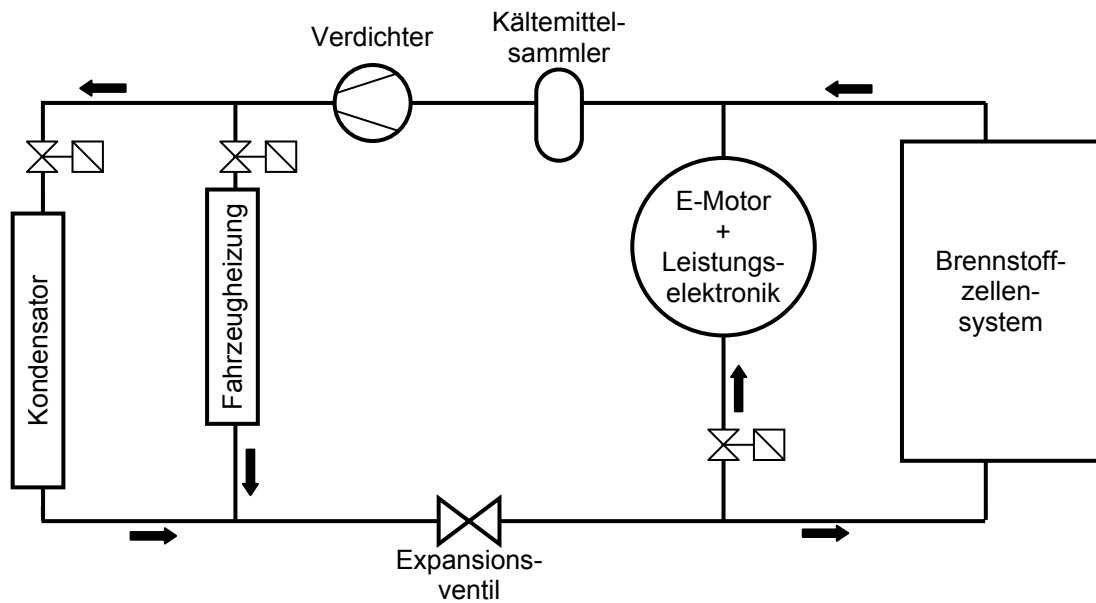 Verdichter
Kältemittel-
sammler
Kondensator
Fahrzeugheizung
E-Motor
+
Leistungs-
elektronik
Brennstoff-
zellen-
system
Expansions-
ventil